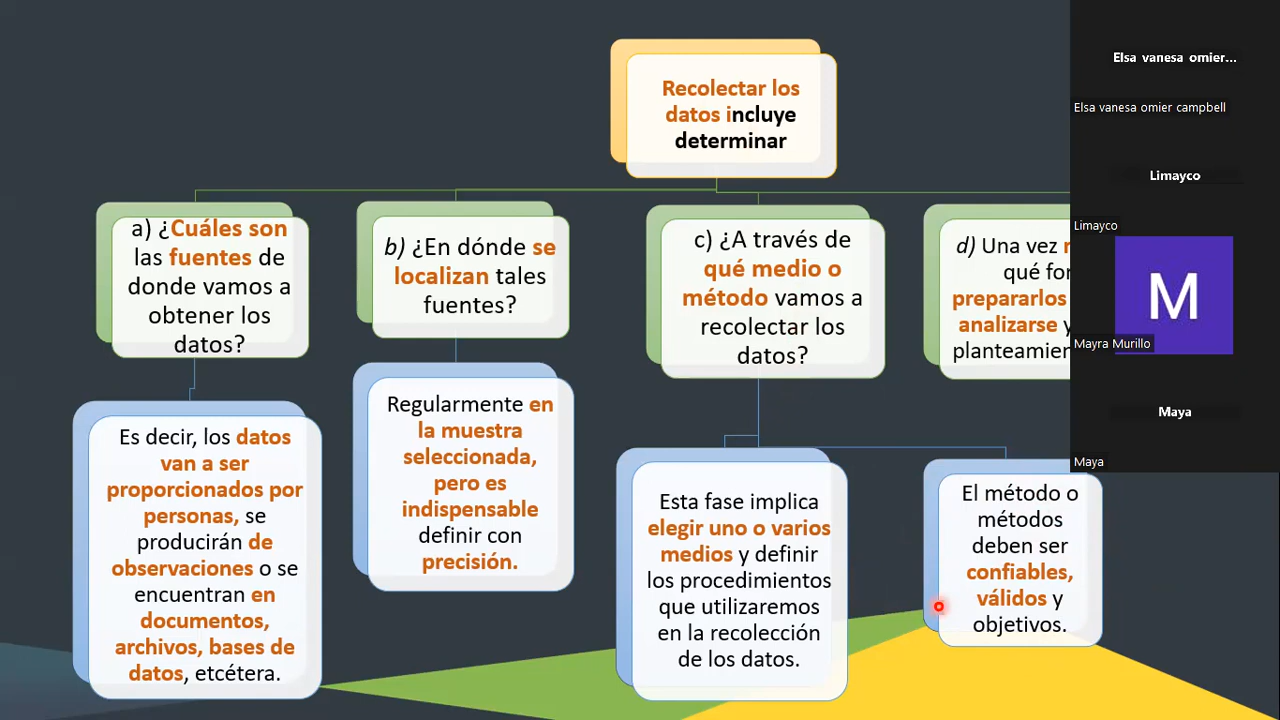 Recolectar los
datos incluye
determinar
a) ¿Cuáles son
las fuentes de
donde vamos a
obtener los
datos?
b) ¿En dónde se
localizan tales
fuentes?
c) ¿A través de
qué medio o
método vamos a
recolectar los
datos?
d) Una vez
qué
prepararlos
analizarse y
Es decir, los datos
van a ser
proporcionados por
personas, se
producirán de
observaciones o se
encuentran en
documentos,
archivos, bases de
datos, etcétera.
Regularmente en
la muestra
seleccionada,
pero es
indispensable
definir con
precisión.
Esta fase implica
elegir uno o varios
medios y definir
los procedimientos
que utilizaremos
en la recolección
de los datos.
El método o
métodos
deben ser
confiables,
válidos y
objetivos.
Elsa vanesa omier...
Elsa vanesa omier campbell
Limayco
Limayco
M
Mayra Murillo
Maya
Maya